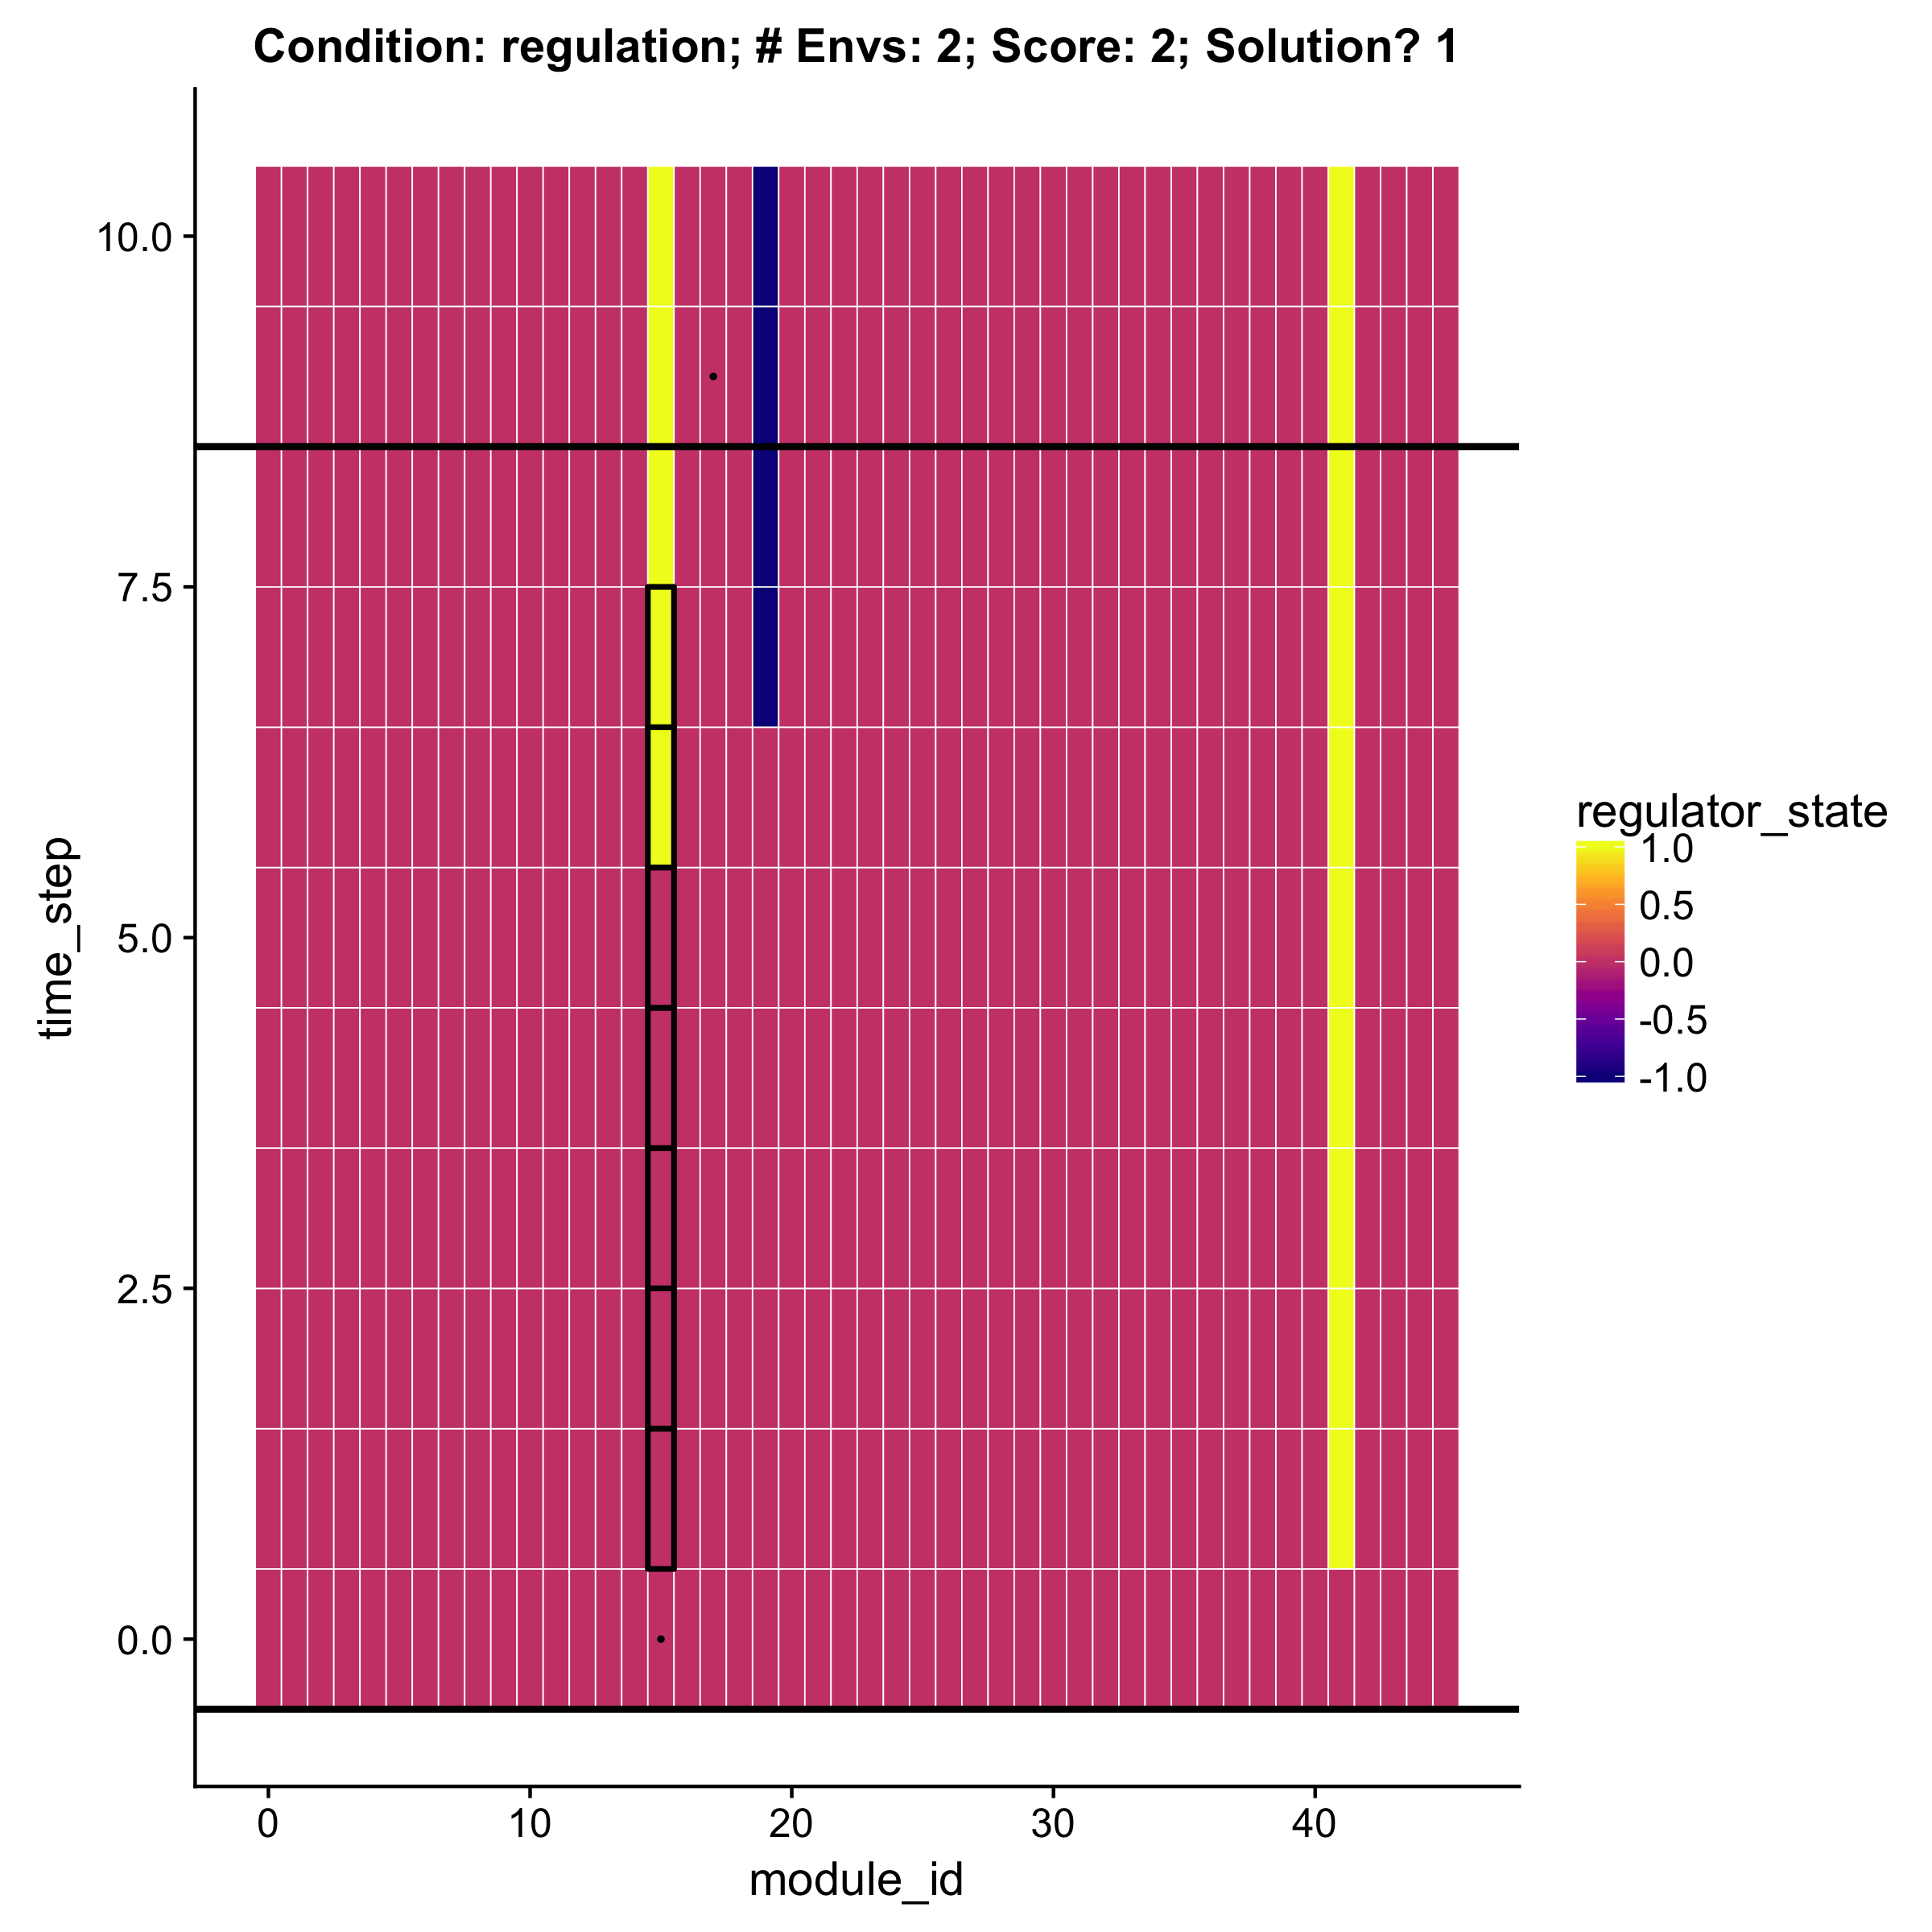 Condition: regulation; # Envs: 2; Score: 2; Solution? 1
10.0
7.5
5.0
2.5
0.0
time_step
0 10 20 30 40
module_id
regulator_state
1.0
0.5
0.0
-0.5
-1.0